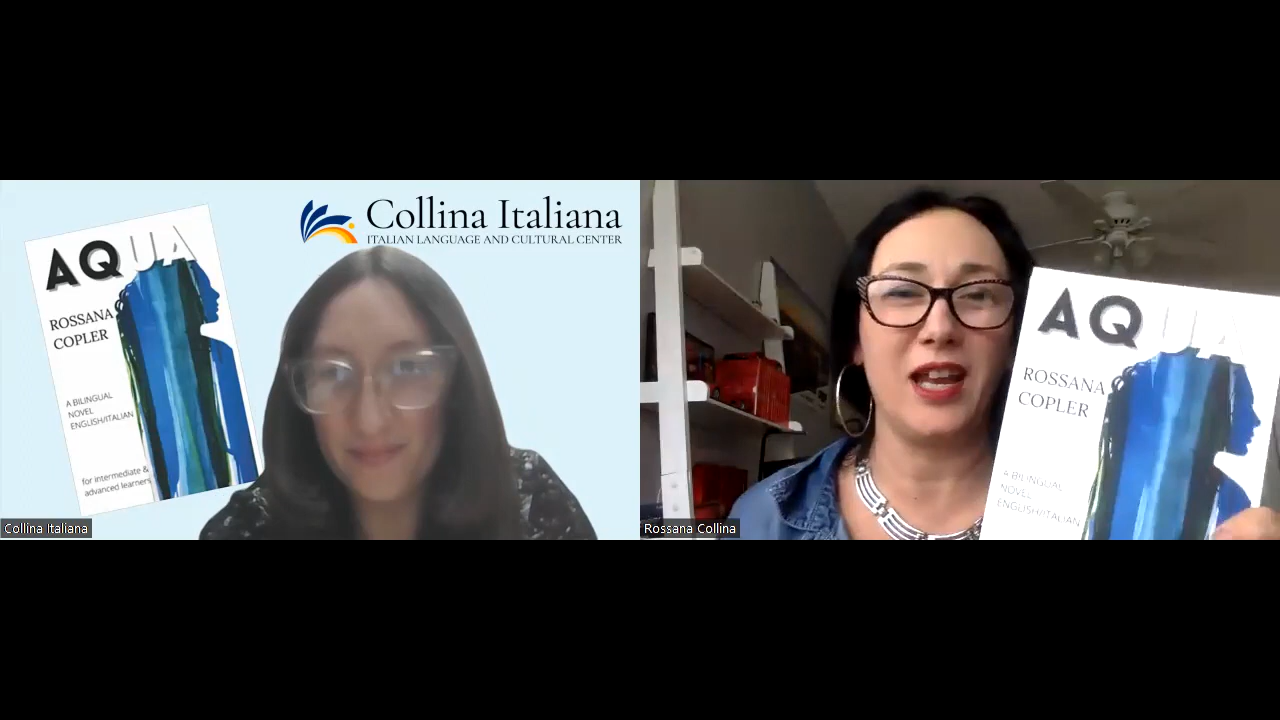 Collina Italiana
ITALIAN LANGUAGE AND CULTURAL CENTER
AQUA
ROSSANA
COPLER
A BILINGUAL
NOVEL
ENGLISH/ITALIAN
for intermediate &
advanced learners
Collina Italiana
AQUA
ROSSANA
COPLER
A BILINGUAL
NOVEL
ENGLISH/ITALIAN
Rossana Collina